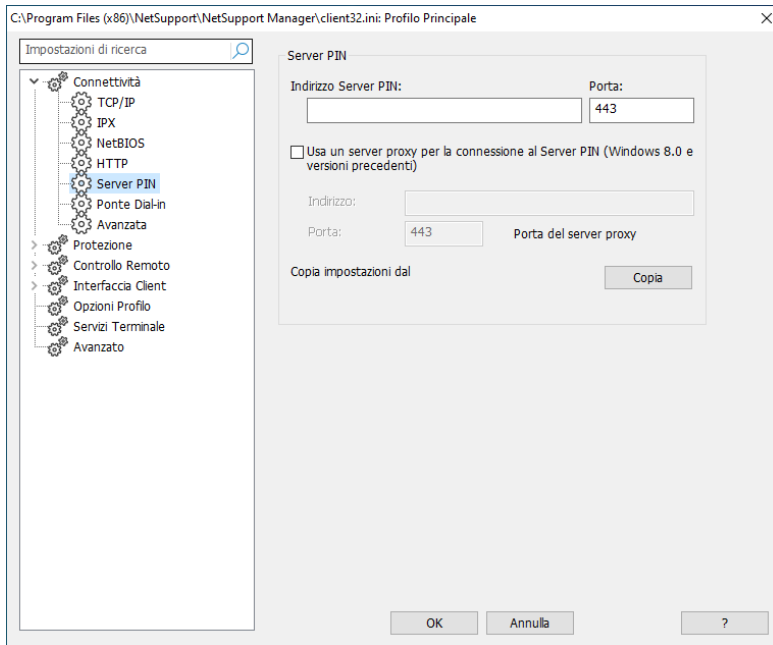 C:\Program Files (x86)\NetSupport\NetSupport Manager\client32.ini: Profilo Principale
Impostazioni di ricerca
Connettività
TCP/IP
IPX
NetBIOS
HTTP
Server PIN
Ponte Dial-in
Avanzata
Protezione
Controllo Remoto
Interfaccia Client
Opzioni Profilo
Servizi Terminale
Avanzato
Server PIN
Indirizzo Server PIN: Porta:
443
Usa un server proxy per la connessione al Server PIN (Windows 8.0 e
versioni precedenti)
Indirizzo:
Porta: 443 Porta del server proxy
Copia impostazioni dal Copia
OK Annulla ?